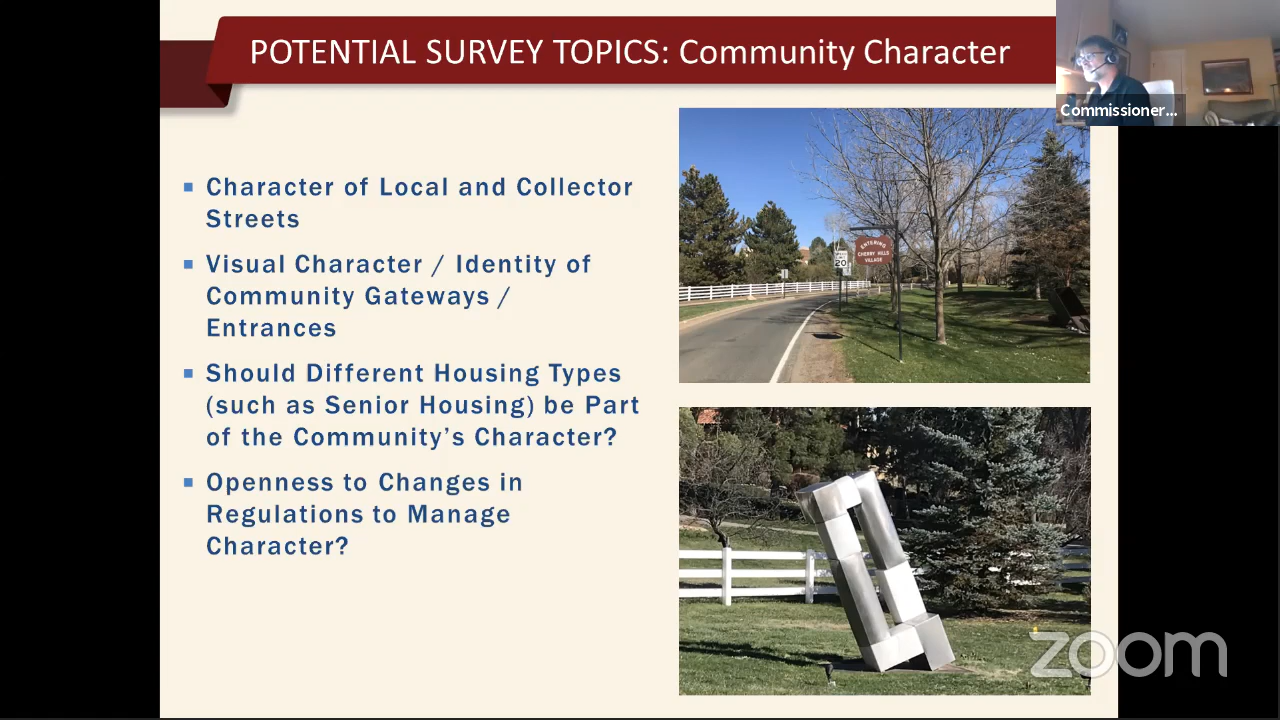 POTENTIAL SURVEY TOPICS: Community Character
Commissioner...
Character of Local and Collector
Streets
Visual Character / Identity of
Community Gateways /
Entrances
Should Different Housing Types
(such as Senior Housing) be Part
of the Community's Character?
Openness to Changes in
Regulations to Manage
Character?
ENTERING
CHERRY HILLS
VILLAGE
20
zoom